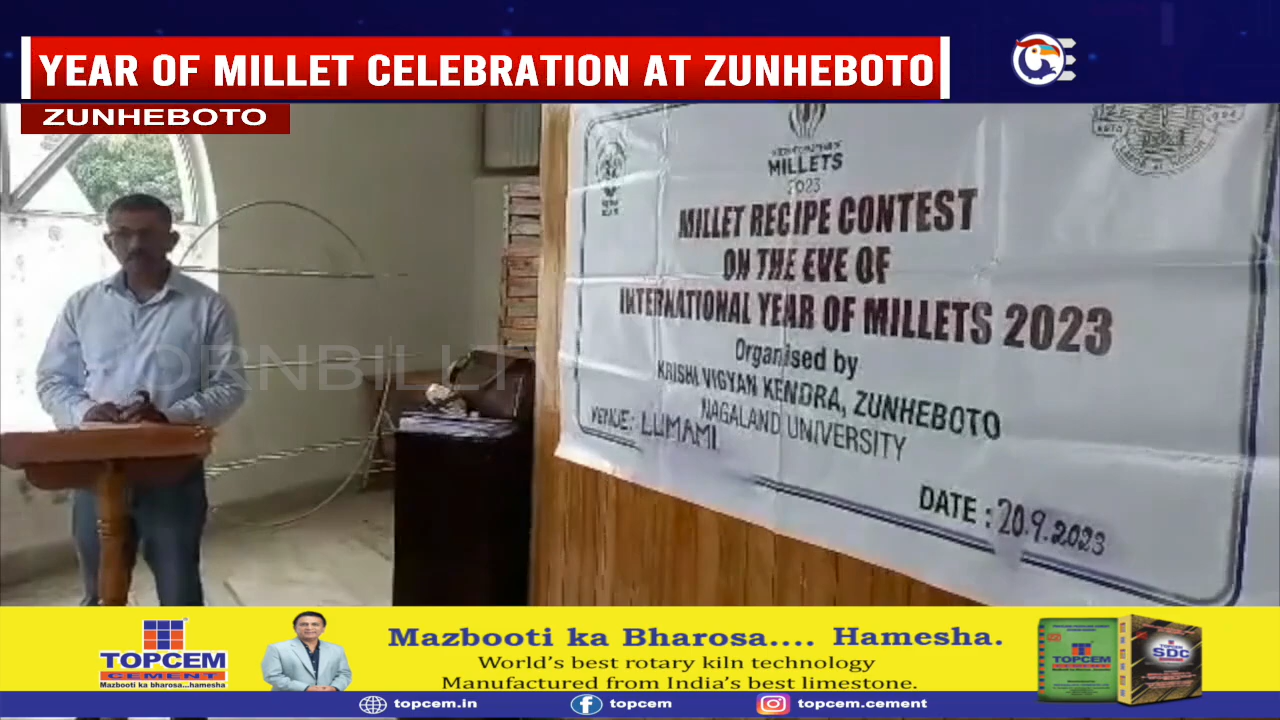 YEAR OF MILLET CELEBRATION AT ZUNHEBOTO
ZUNHEBOTO
MILLETS
2023
MILLET RECIPE CONTEST
ON THE EVE OF
INTERNATIONAL YEAR OF MILLETS 2023
Organised by
KRISHI VIGYAN KENDRA, ZUNHEBOTO
NAGALAND UNIVERSITY
VENUE: LUMAMI
DATE : 20.9.2023
ORNBILLTV
TOPCEM
CEMENT
Mazbooti ka bharosa...hamesha
Mazbooti ka Bharosa.... Hamesha.
World's best rotary kiln technology
Manufactured from India's best limestone.
TOPCEM
SDC
topcem.in
topcem
topcem.cement